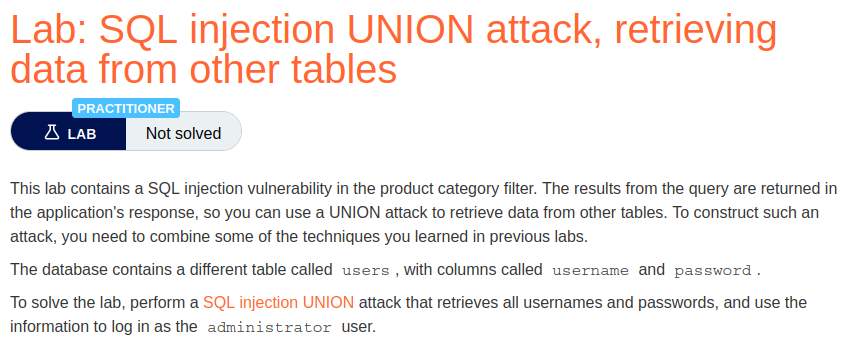 Lab: SQL injection UNION attack, retrieving
data from other tables
PRACTITIONER
LAB Not solved
This lab contains a SQL injection vulnerability in the product category filter. The results from the query are returned in
the application's response, so you can use a UNION attack to retrieve data from other tables. To construct such an
attack, you need to combine some of the techniques you learned in previous labs.
The database contains a different table called users , with columns called username and password .
To solve the lab, perform a SQL injection UNION attack that retrieves all usernames and passwords, and use the
information to log in as the administrator user.